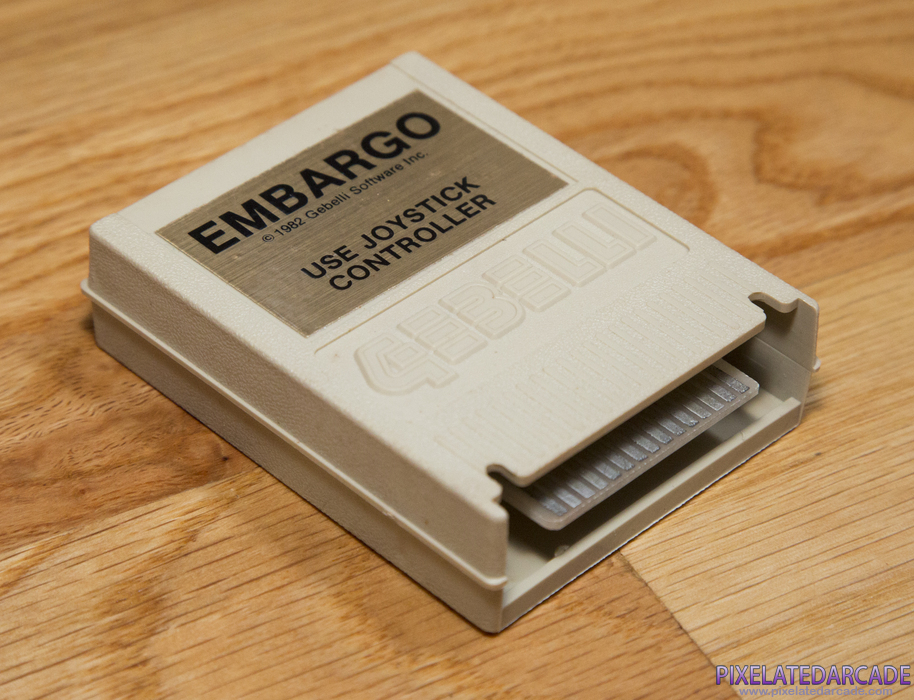 EMBARGO
© 1982 Gebelli Software Inc.
USE JOYSTICK
CONTROLLER
GEBELLI
PIXELATEDARCADE
www.pixelatedarcade.com